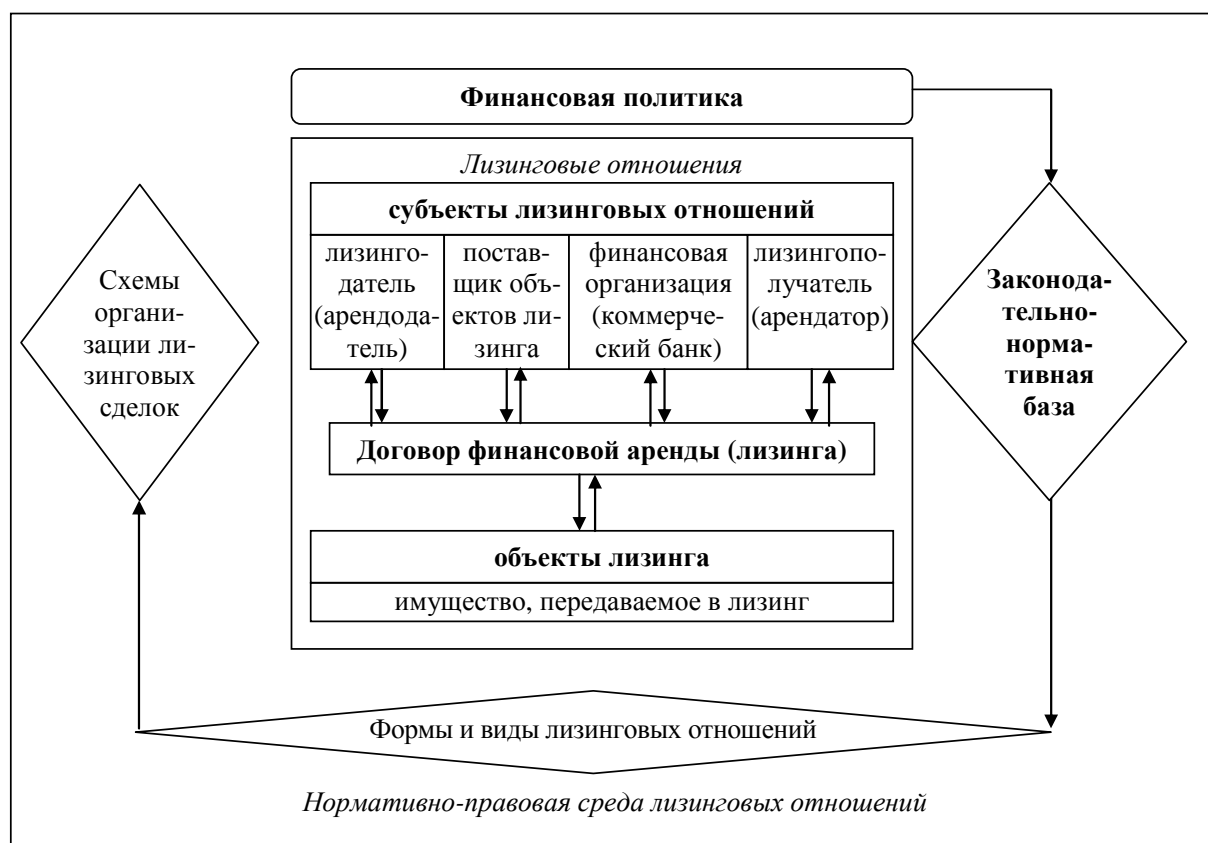 Финансовая политика
Лизинговые отношения
субъекты лизинговых отношений
лизинго-
датель
(арендода-
тель)
постав-
щик объ-
ектов ли-
зинга
финансовая
организация
(коммерче-
ский банк)
лизингопо-
лучатель
(арендатор)
Договор финансовой аренды (лизинга)
объекты лизинга
имущество, передаваемое в лизинг
Схемы
органи-
зации ли-
зинговых
сделок
Законода-
тельно-
норма-
тивная
база
Формы и виды лизинговых отношений
Нормативно-правовая среда лизинговых отношений